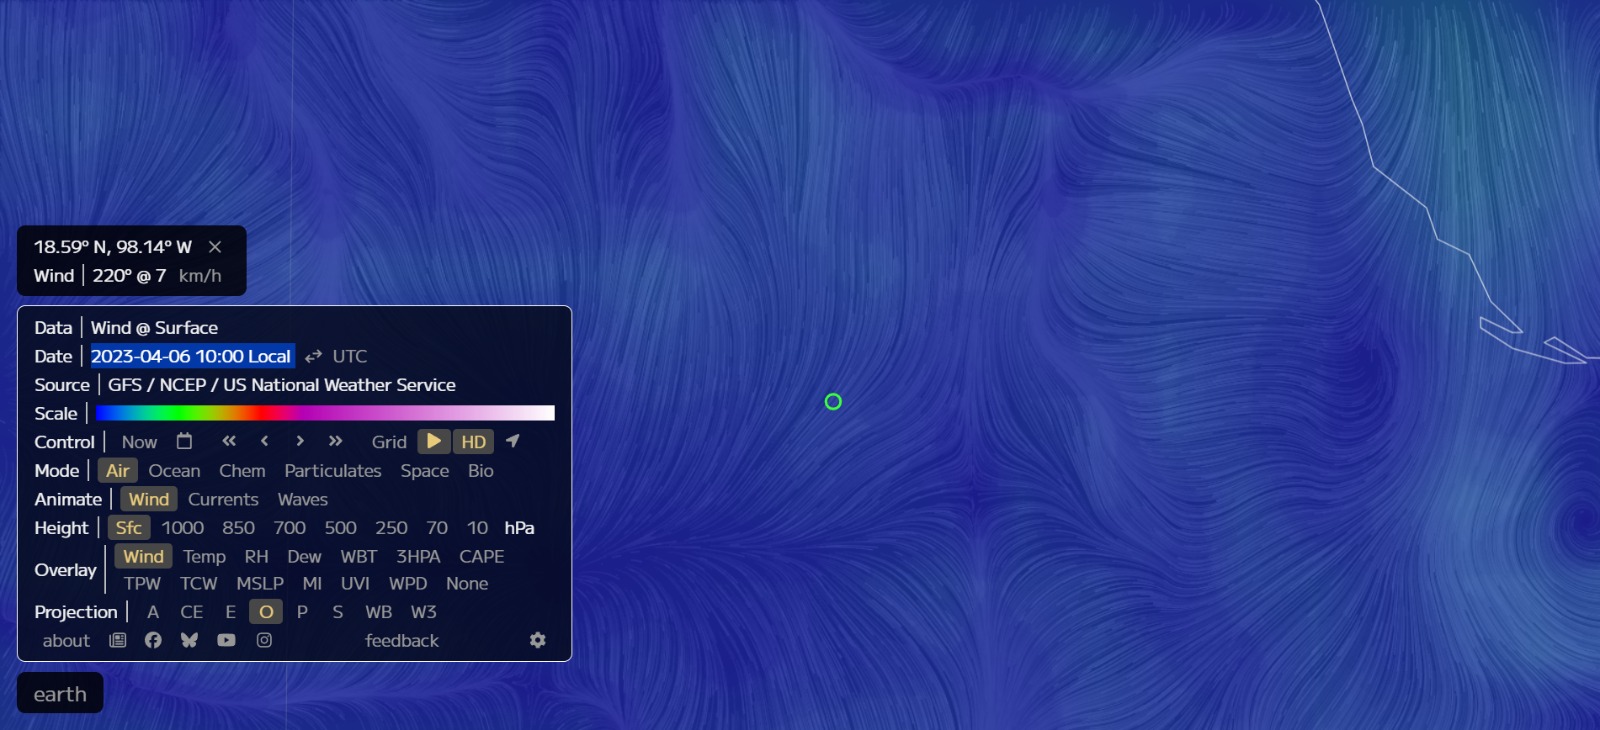 18.59° N, 98.14° W ×
Wind | 220° @ 7 km/h
Data | Wind @ Surface
Date | 2023-04-06 10:00 Local ⇄ UTC
Source | GFS / NCEP / US National Weather Service
Scale |
Control | Now « ‹ › » Grid HD
Mode | Air Ocean Chem Particulates Space Bio
Animate | Wind Currents Waves
Height | Sfc 1000 850 700 500 250 70 10 hPa
Overlay | Wind Temp RH Dew WBT 3HPA CAPE
TPW TCW MSLP MI UVI WPD None
Projection | A CE E O P S WB W3
about feedback
earth